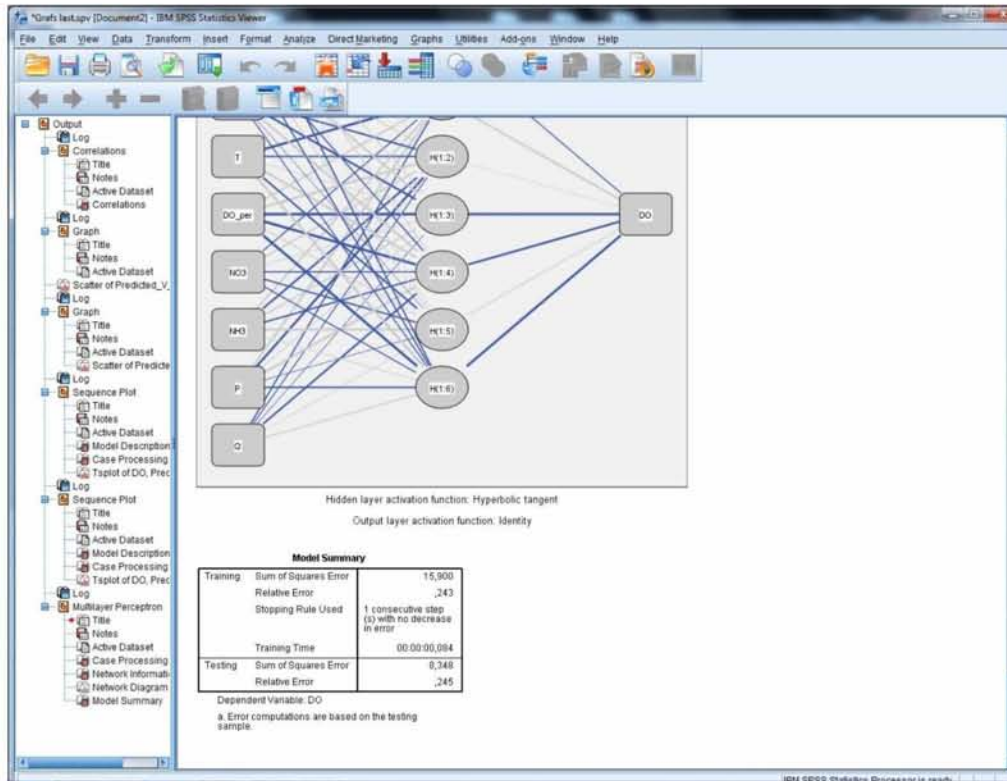 *Grafs last.spv [Document2] - IBM SPSS Statistics Viewer
File Edit View Data Transform Insert Format Analyze Direct Marketing Graphs Utilities Add-ons Window Help
Output
Log
Correlations
Title
Notes
Active Dataset
Correlations
Log
Graph
Title
Notes
Active Dataset
Scatter of Predicted_V_
Log
Graph
Title
Notes
Active Dataset
Scatter of Predicte
Log
Sequence Plot
Title
Notes
Active Dataset
Model Description
Case Processing
Tsplot of DO, Pred
Log
Sequence Plot
Title
Notes
Active Dataset
Model Description
Case Processing
Tsplot of DO, Pred
Log
Multilayer Perceptron
Title
Notes
Active Dataset
Case Processing
Network Informati
Network Diagram
Model Summary
T
H(1:2)
DO_per
H(1:3)
DO
NO3
H(1:4)
NH3
H(1:5)
P
H(1:6)
Q
Hidden layer activation function: Hyperbolic tangent
Output layer activation function: Identity
Model Summary
Training Sum of Squares Error 15,900
Relative Error ,243
Stopping Rule Used 1 consecutive step
(s) with no decrease
in error
Training Time 00:00:00,084
Testing Sum of Squares Error 8,348
Relative Error ,245
Dependent Variable: DO
a. Error computations are based on the testing
sample.
IBM SPSS Statistics Processor is ready